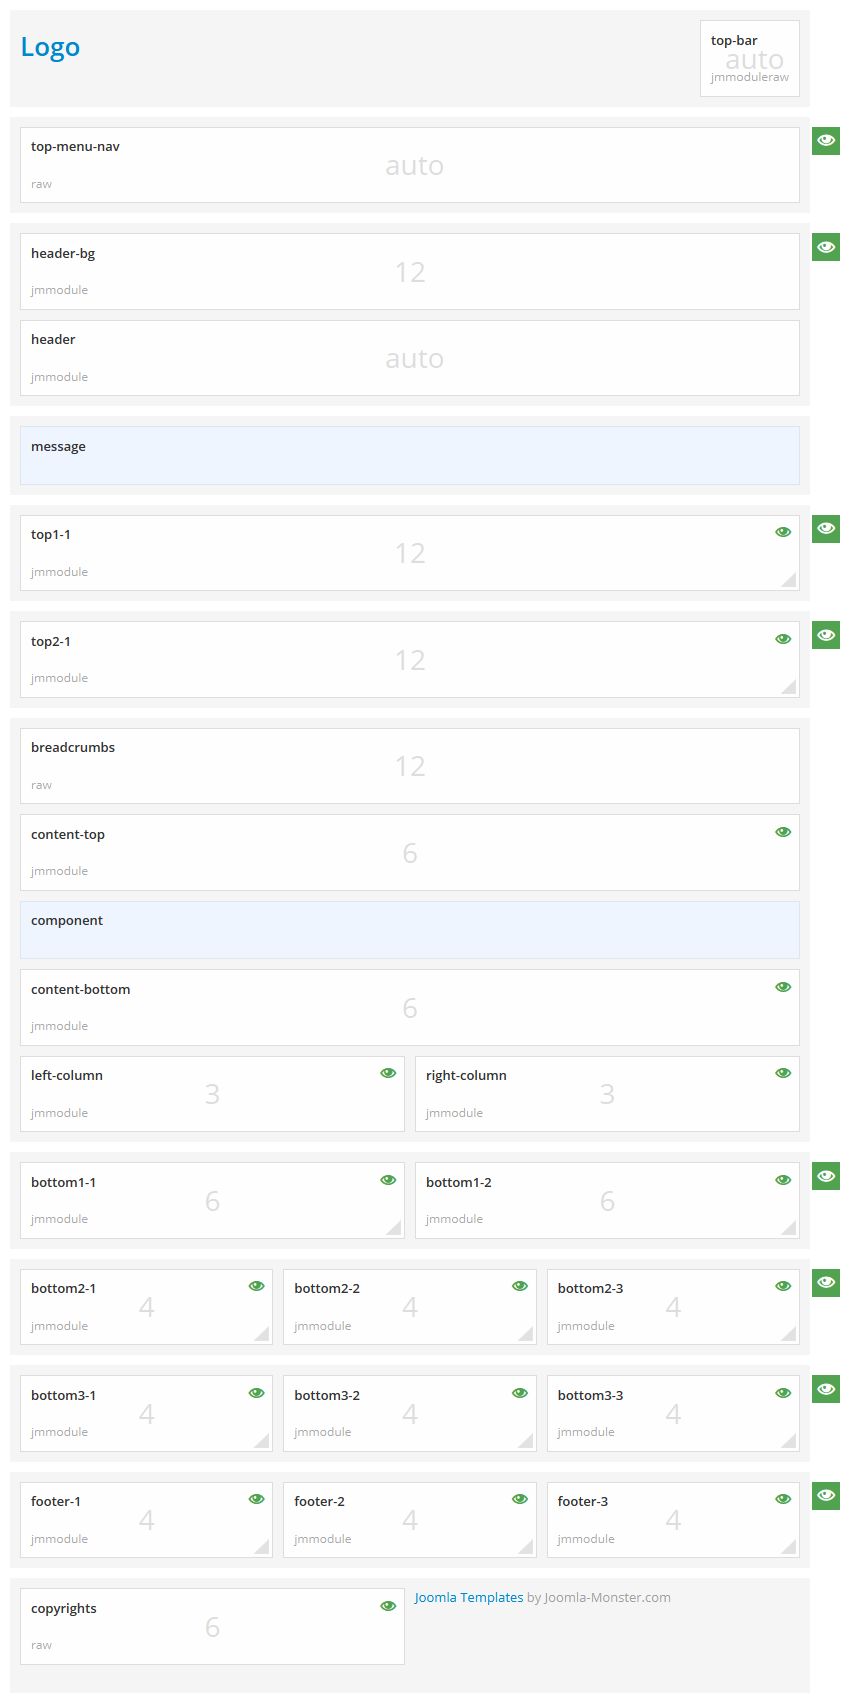 Logo
top-bar
auto
jmmoduleraw
top-menu-nav
auto
raw
header-bg
12
jmmodule
header
auto
jmmodule
message
top1-1
12
jmmodule
top2-1
12
jmmodule
breadcrumbs
12
raw
content-top
6
jmmodule
component
content-bottom
6
jmmodule
left-column
3
jmmodule
right-column
3
jmmodule
bottom1-1
6
jmmodule
bottom1-2
6
jmmodule
bottom2-1
4
jmmodule
bottom2-2
4
jmmodule
bottom2-3
4
jmmodule
bottom3-1
4
jmmodule
bottom3-2
4
jmmodule
bottom3-3
4
jmmodule
footer-1
4
jmmodule
footer-2
4
jmmodule
footer-3
4
jmmodule
copyrights
6
raw
Joomla Templates by Joomla-Monster.com